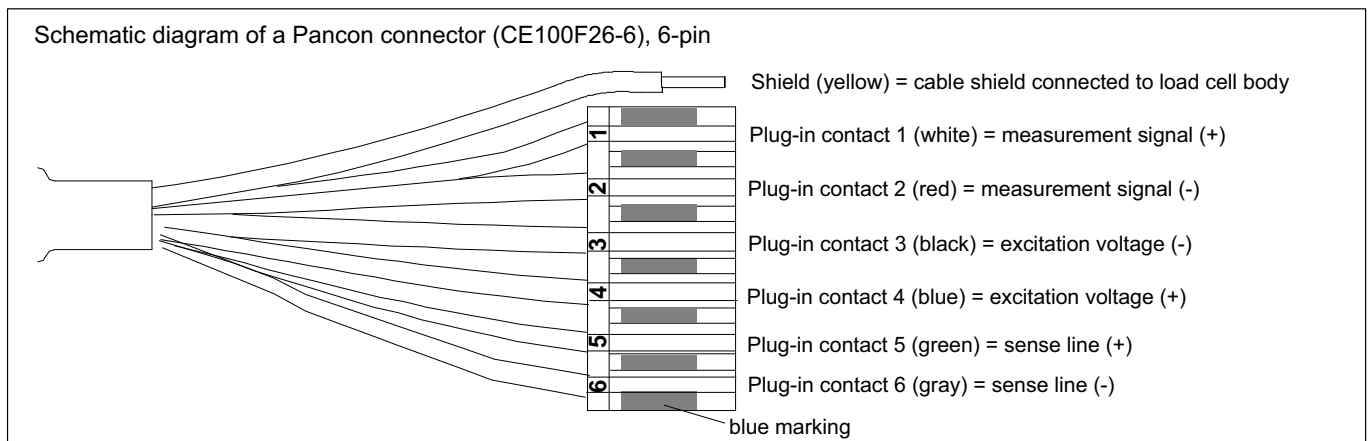 Schematic diagram of a Pancon connector (CE100F26-6), 6-pin
Shield (yellow) = cable shield connected to load cell body
1
Plug-in contact 1 (white) = measurement signal (+)
2
Plug-in contact 2 (red) = measurement signal (-)
3
Plug-in contact 3 (black) = excitation voltage (-)
4
Plug-in contact 4 (blue) = excitation voltage (+)
5
Plug-in contact 5 (green) = sense line (+)
6
Plug-in contact 6 (gray) = sense line (-)
blue marking